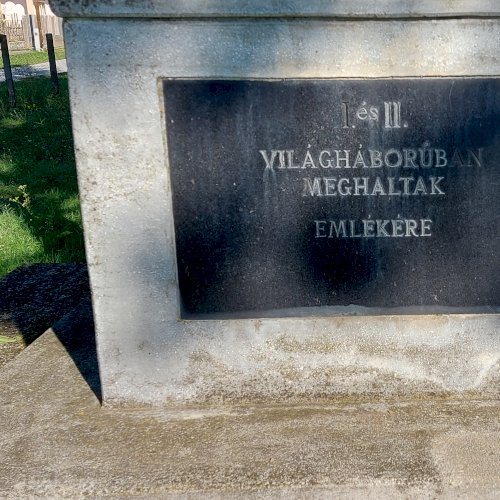 I. és II.
VILÁGHÁBORÚBAN
MEGHALTAK
EMLÉKÉRE